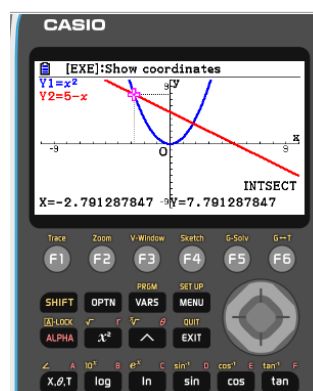 CASIO
[EXE]:Show coordinates
Y1=x²
Y2=5-x
9 y
-9 O 9 x
INTSECT
X=-2.791287847 -9 Y=7.791287847
Trace Zoom V-Window Sketch G-Solv G↔T
F1 F2 F3 F4 F5 F6
PRGM SET UP
SHIFT OPTN VARS MENU
A-LOCK √ r ³√ θ QUIT
ALPHA x² ^ EXIT
∠ A 10ˣ B eˣ C sin⁻¹ D cos⁻¹ E tan⁻¹ F
X,θ,T log ln sin cos tan